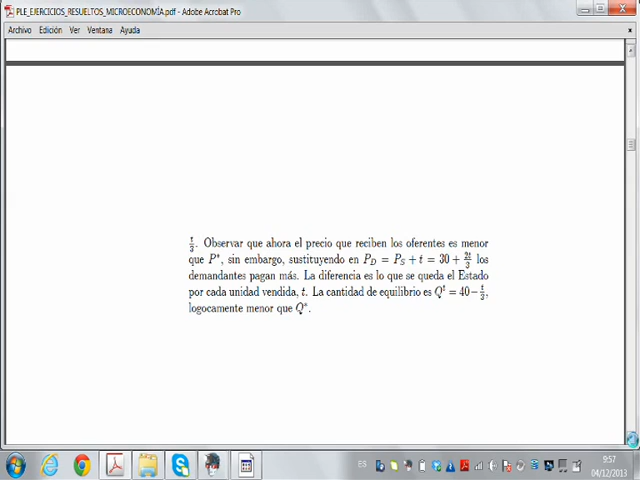 PLE_EJERCICIOS_RESUELTOS_MICROECONOMÍA.pdf - Adobe Acrobat Pro
Archivo Edición Ver Ventana Ayuda
t/3. Observar que ahora el precio que reciben los oferentes es menor
que P*, sin embargo, sustituyendo en P_D = P_S + t = 30 + 2t/3 los
demandantes pagan más. La diferencia es lo que se queda el Estado
por cada unidad vendida, t. La cantidad de equilibrio es Q^t = 40 − t/3,
logocamente menor que Q*.
ES
9:57
04/12/2013